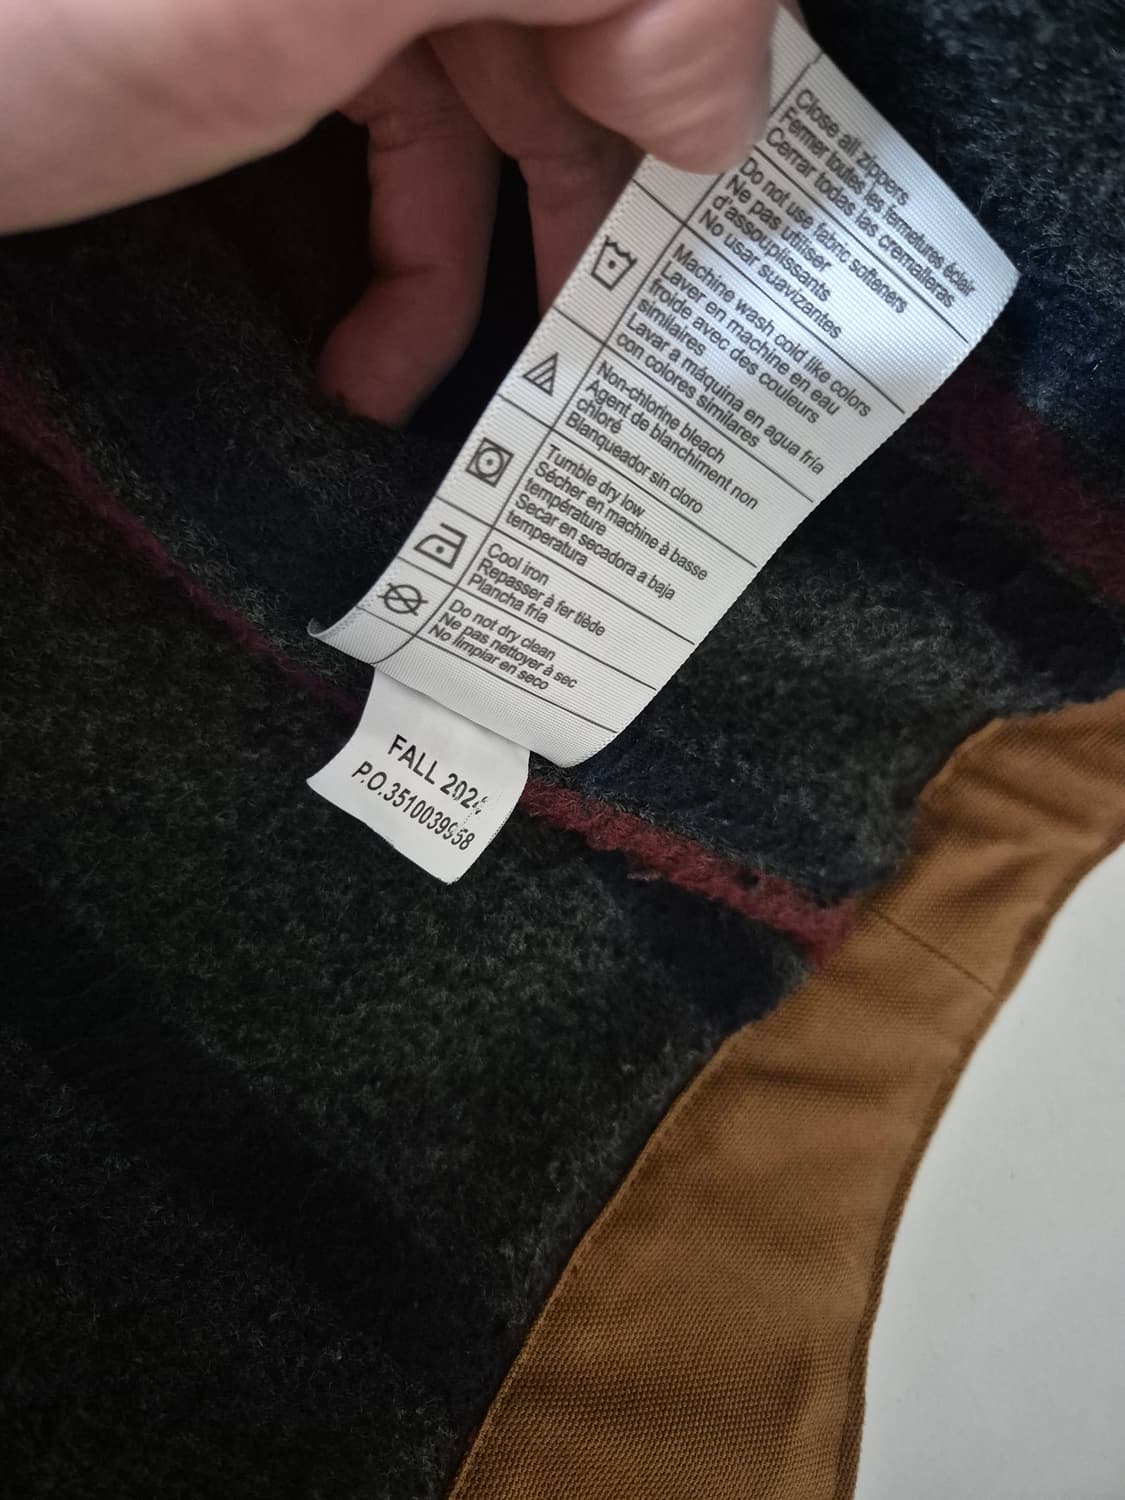 Close all zippers
Fermer toutes les fermetures éclair
Cerrar todas las cremalleras
Do not use fabric softeners
Ne pas utiliser
d'assouplissants
No usar suavizantes
Machine wash cold like colors
Laver en machine en eau
froide avec des couleurs
similaires
Lavar a máquina en agua fría
con colores similares
Non-chlorine bleach
Agent de blanchiment non
chloré
Blanqueador sin cloro
Tumble dry low
Sécher en machine à basse
température
Secar en secadora a baja
temperatura
Cool iron
Repasser à fer tiède
Plancha fría
Do not dry clean
Ne pas nettoyer à sec
No limpiar en seco
FALL 2024
P.O.3510039958